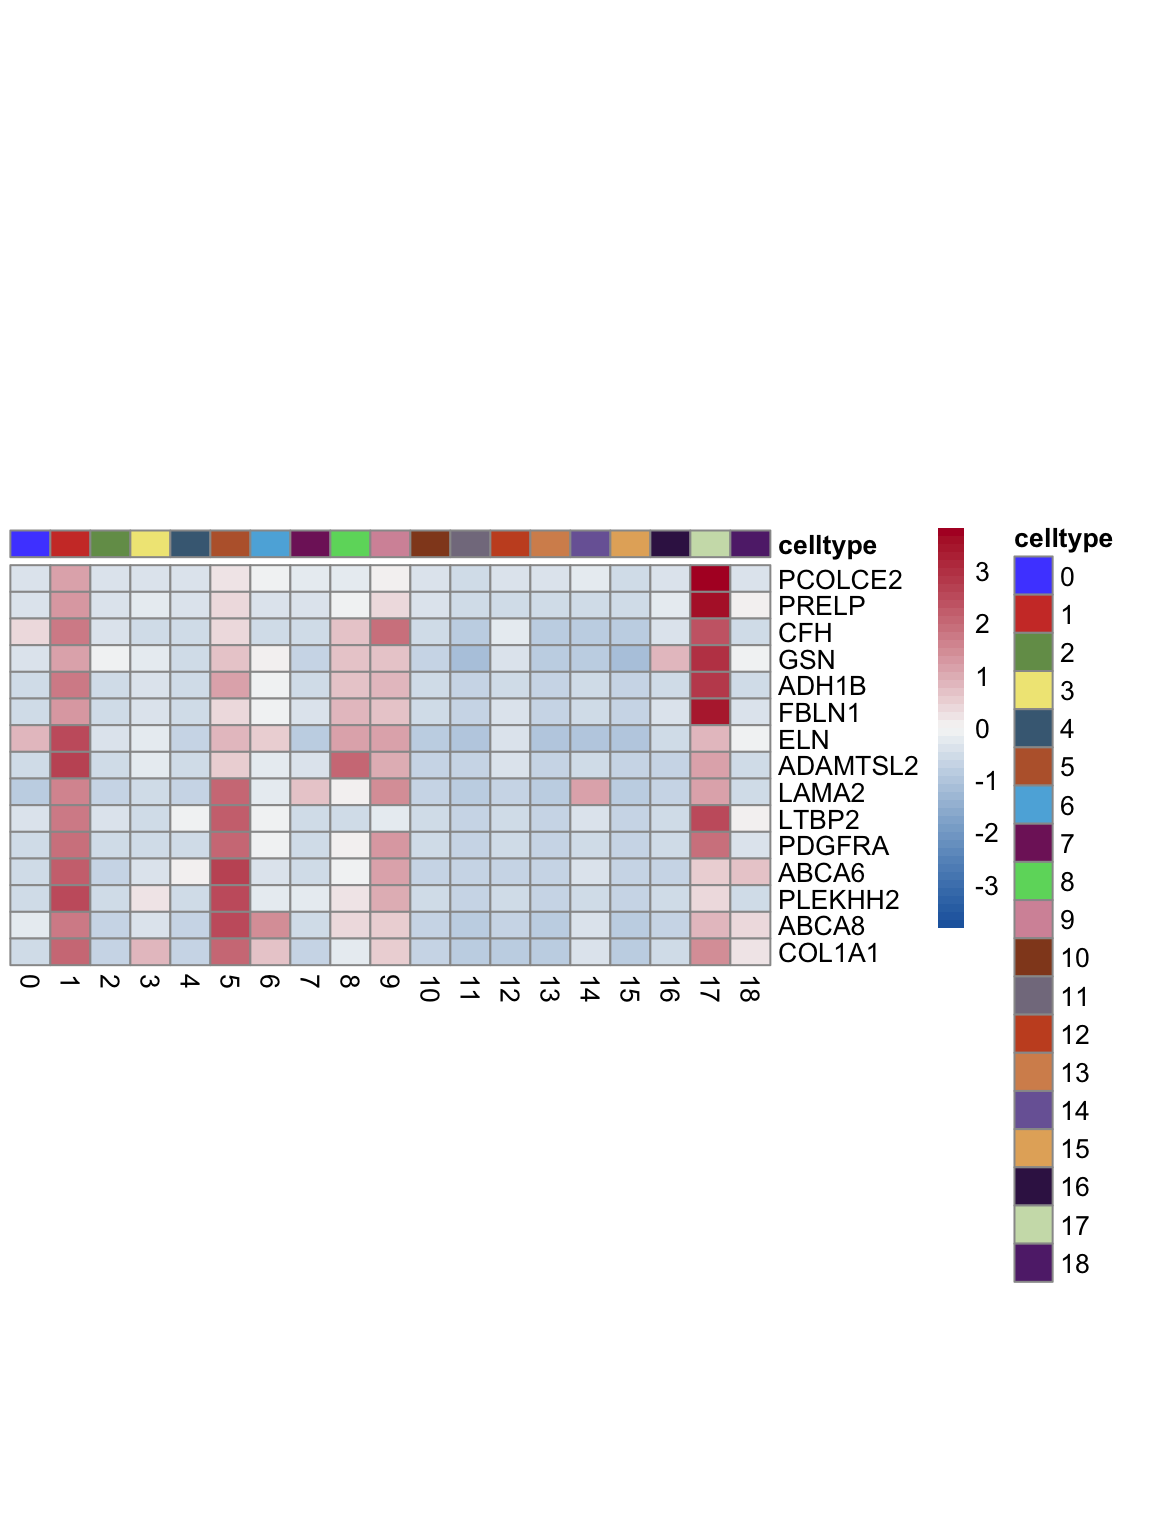 celltype
PCOLCE2
PRELP
CFH
GSN
ADH1B
FBLN1
ELN
ADAMTSL2
LAMA2
LTBP2
PDGFRA
ABCA6
PLEKHH2
ABCA8
COL1A1
0 1 2 3 4 5 6 7 8 9 10 11 12 13 14 15 16 17 18
3
2
1
0
-1
-2
-3
celltype
0
1
2
3
4
5
6
7
8
9
10
11
12
13
14
15
16
17
18